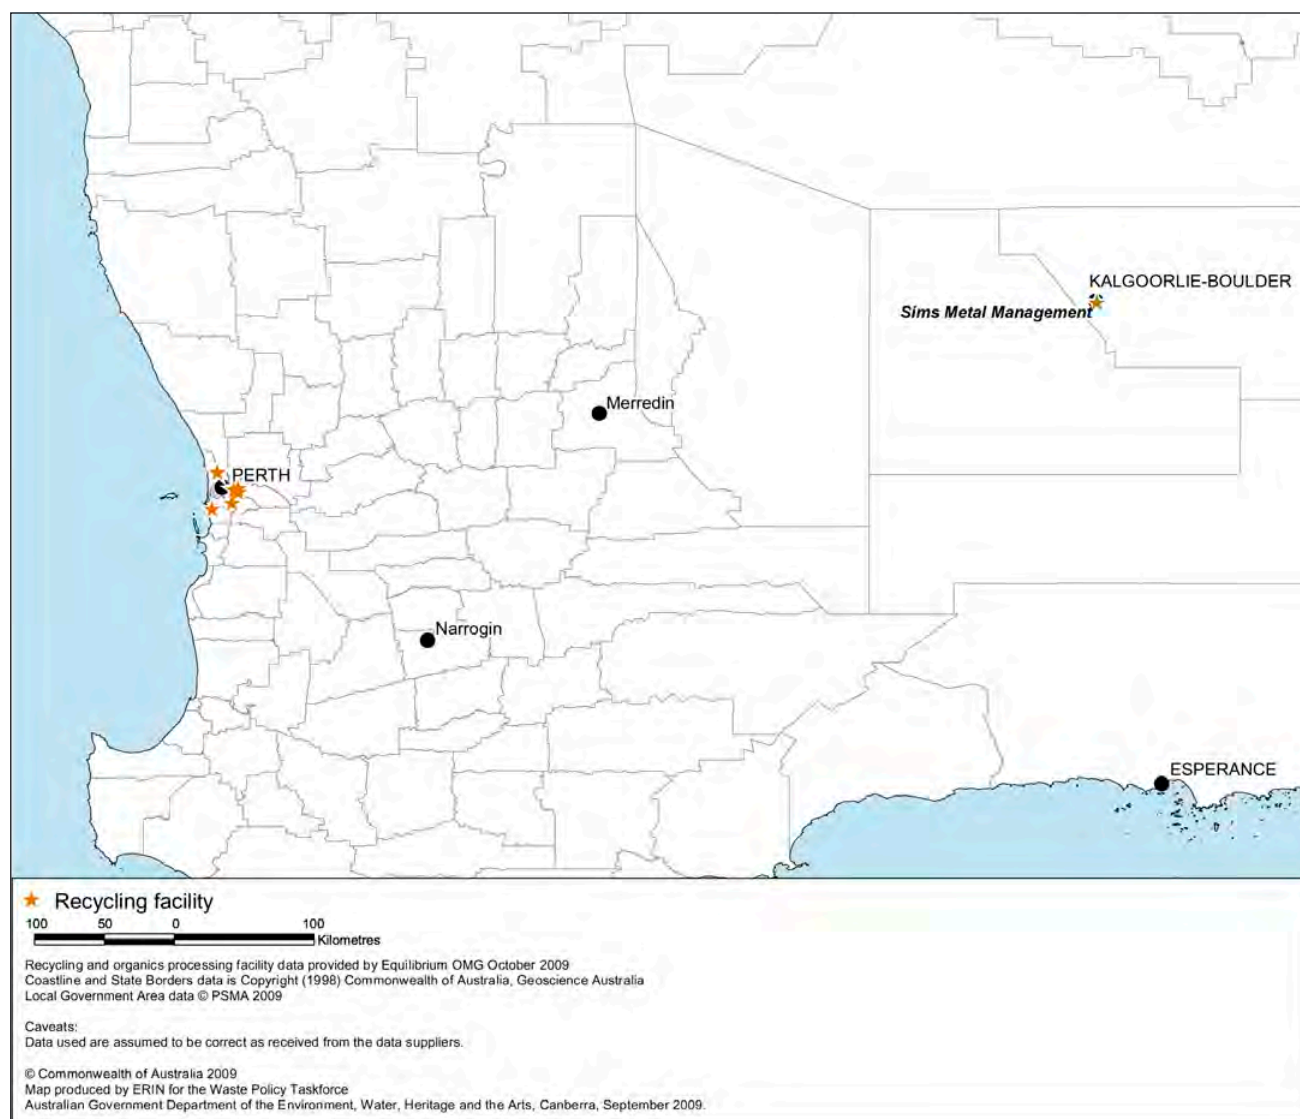 KALGOORLIE-BOULDER
Sims Metal Management
Merredin
PERTH
Narrogin
ESPERANCE
Recycling facility
100 50 0 100
Kilometres
Recycling and organics processing facility data provided by Equilibrium OMG October 2009
Coastline and State Borders data is Copyright (1998) Commonwealth of Australia, Geoscience Australia
Local Government Area data © PSMA 2009
Caveats:
Data used are assumed to be correct as received from the data suppliers.
© Commonwealth of Australia 2009
Map produced by ERIN for the Waste Policy Taskforce
Australian Government Department of the Environment, Water, Heritage and the Arts, Canberra, September 2009.